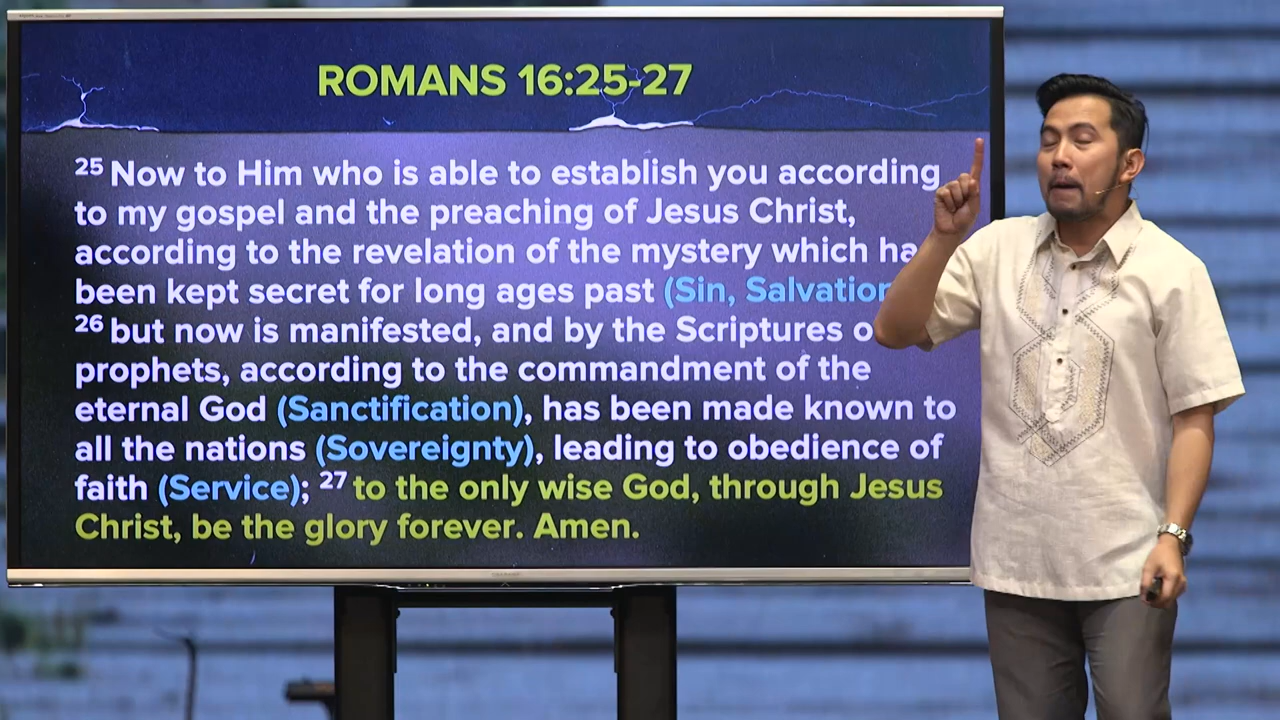 ROMANS 16:25-27
25 Now to Him who is able to establish you according
to my gospel and the preaching of Jesus Christ,
according to the revelation of the mystery which
been kept secret for long ages past (Sin,
26 but now is manifested, and by the Scriptures
prophets, according to the commandment of the
eternal God (Sanctification), has been made known to
all the nations (Sovereignty), leading to obedience of
faith (Service); 27 to the only wise God, through Jesus
Christ, be the glory forever. Amen.